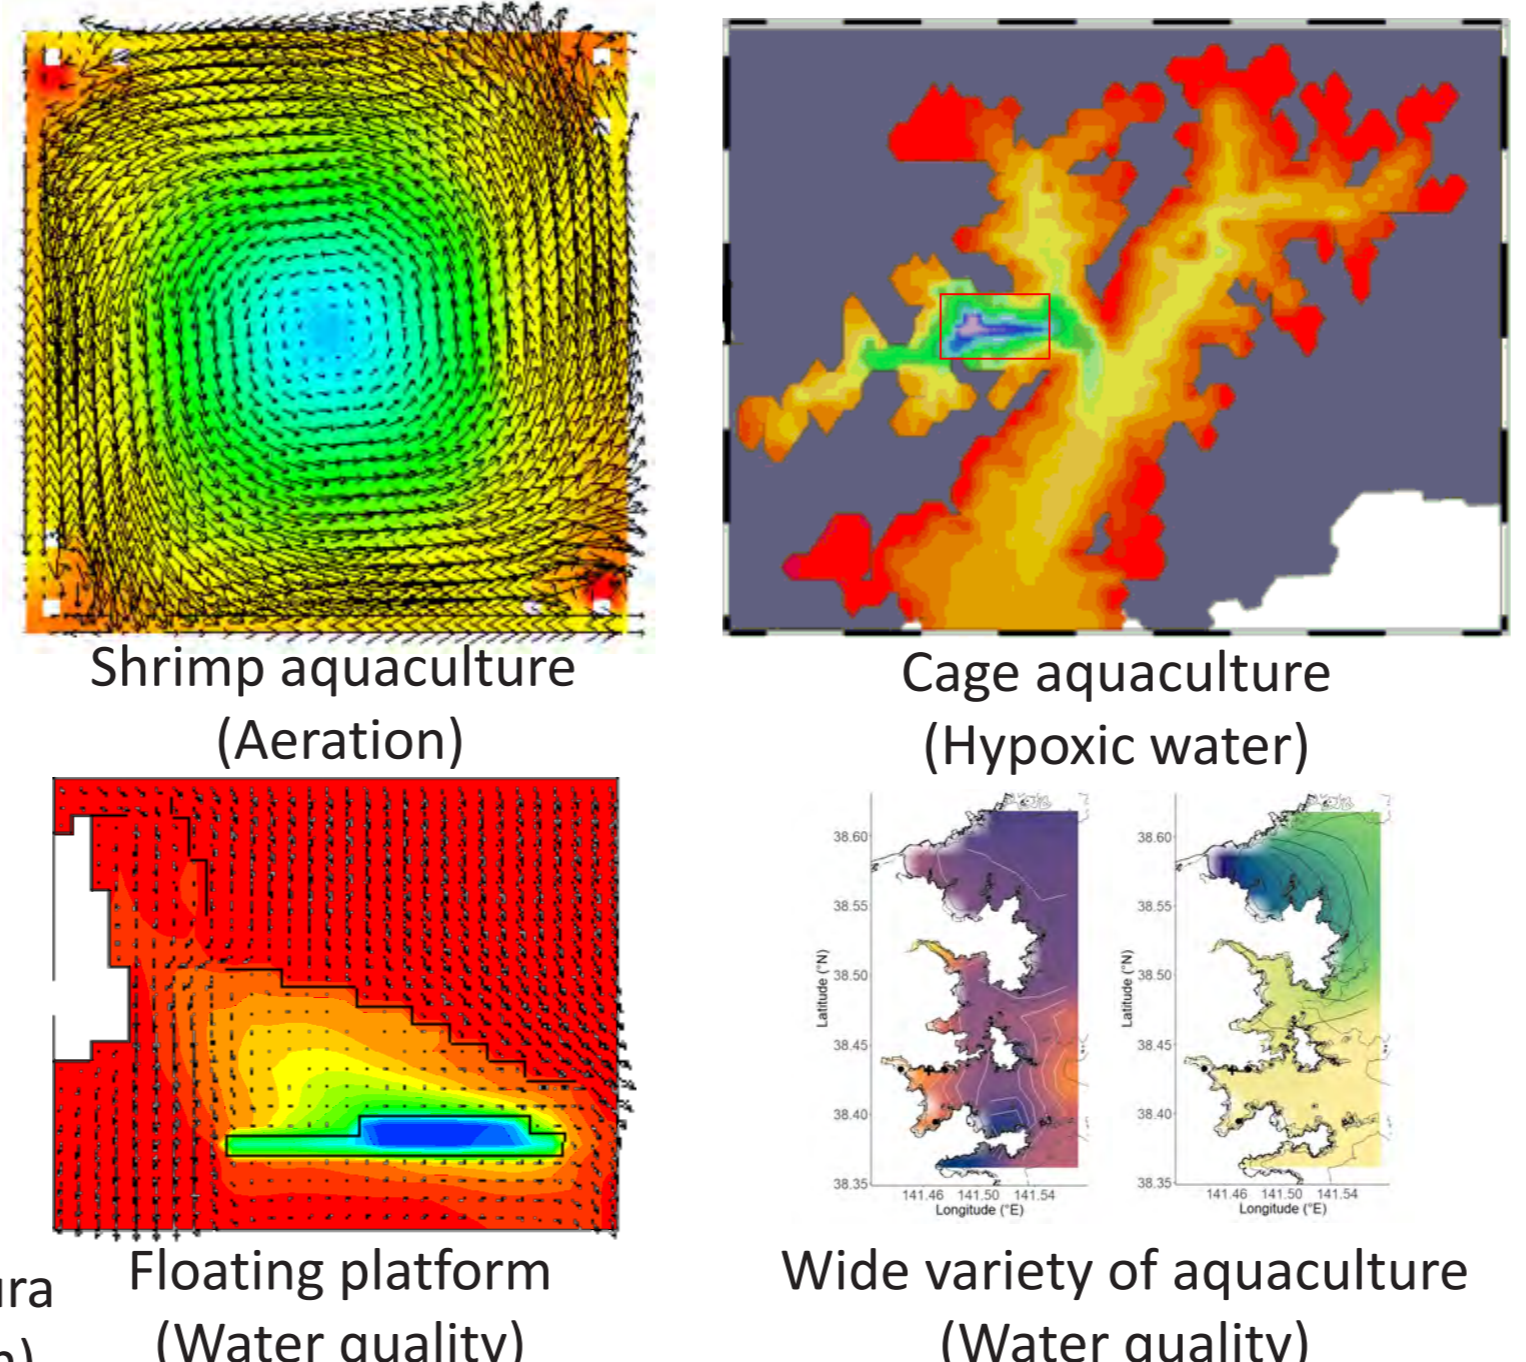 Shrimp aquaculture
(Aeration)
Cage aquaculture
(Hypoxic water)
38.60
38.55
38.50
38.45
38.40
38.35
Latitude (°N)
141.46 141.50 141.54
Longitude (°E)
38.60
38.55
38.50
38.45
38.40
38.35
Latitude (°N)
141.46 141.50 141.54
Longitude (°E)
Floating platform
(Water quality)
Wide variety of aquaculture
(Water quality)